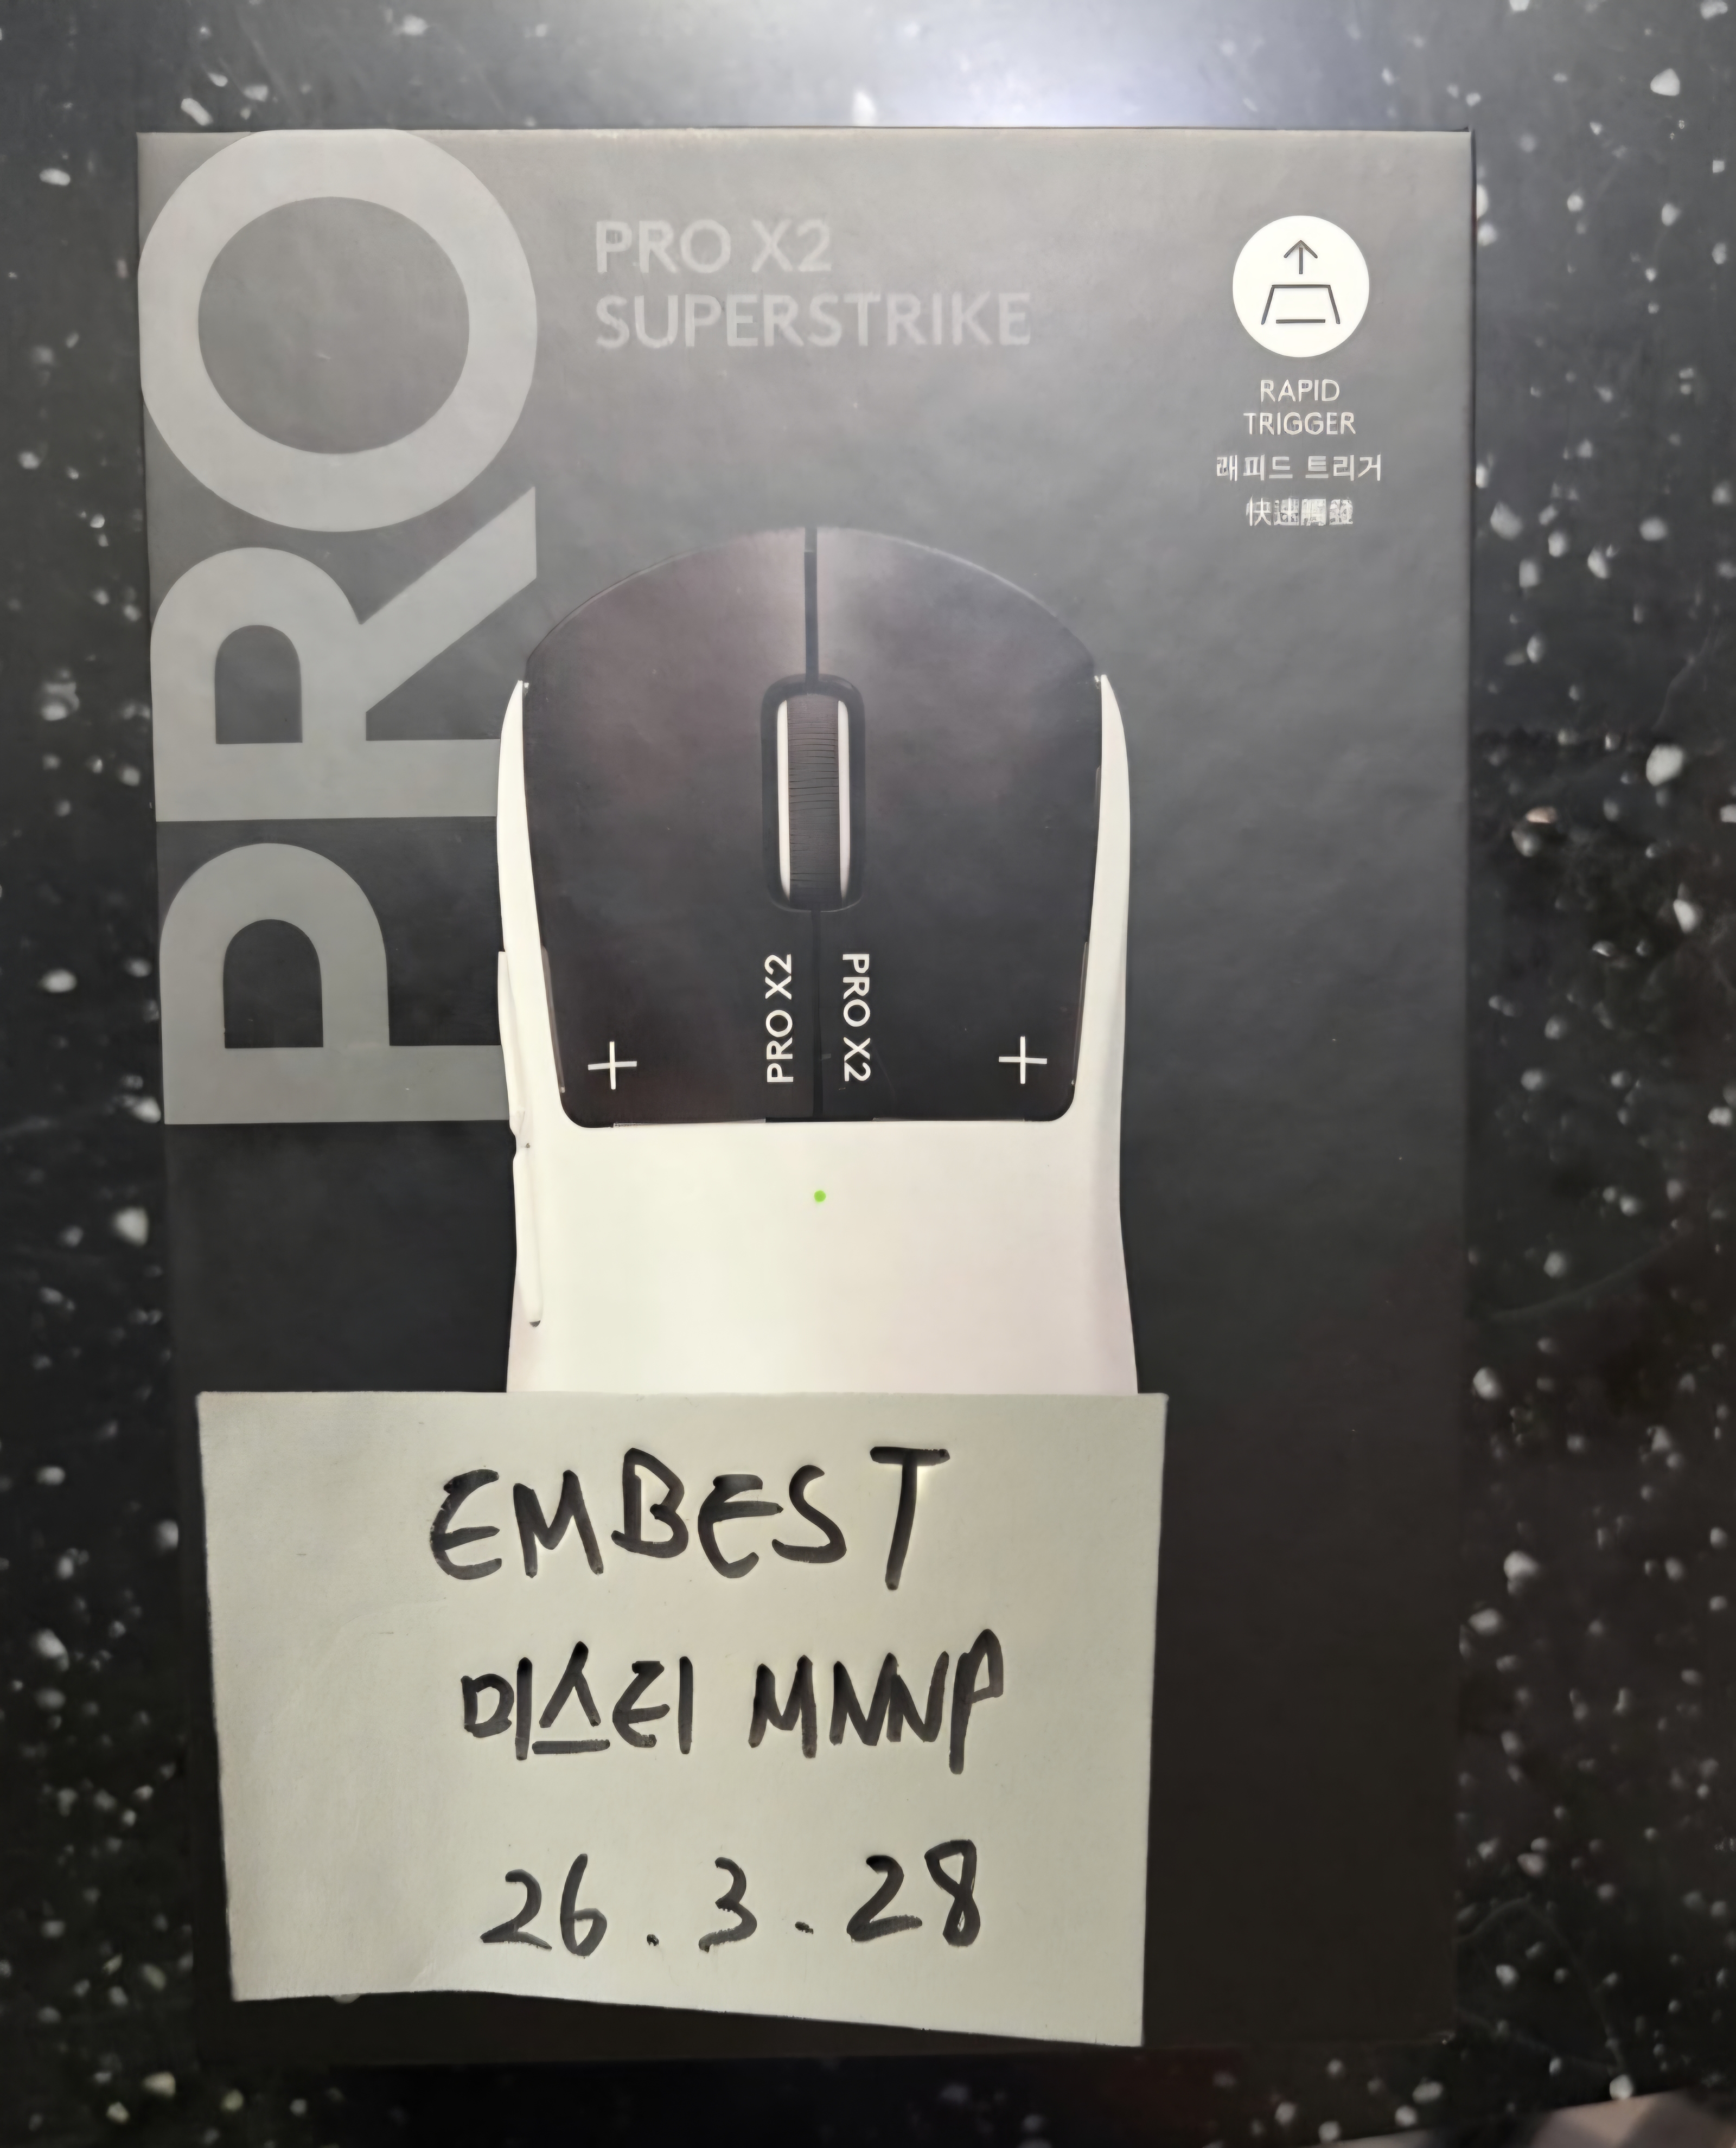 PRO
PRO X2
SUPERSTRIKE
RAPID
TRIGGER
래피드 트리거
快速觸發
PRO X2
PRO X2
EMBEST
미스티 MNNP
26.3.28